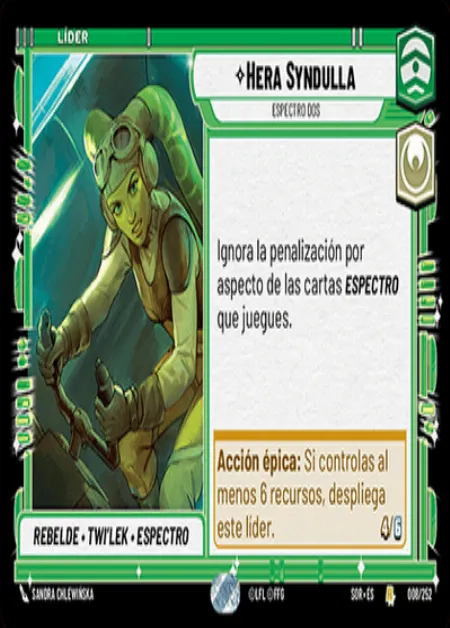 LÍDER
HERA SYNDULLA
ESPECTRO DOS
Ignora la penalización por
aspecto de las cartas ESPECTRO
que juegues.
Acción épica: Si controlas al
menos 6 recursos, despliega
este líder.
4/6
REBELDE • TWI'LEK • ESPECTRO
SANDRA CHLEWIŃSKA
©LFL ©FFG
SOR • ES
008/252